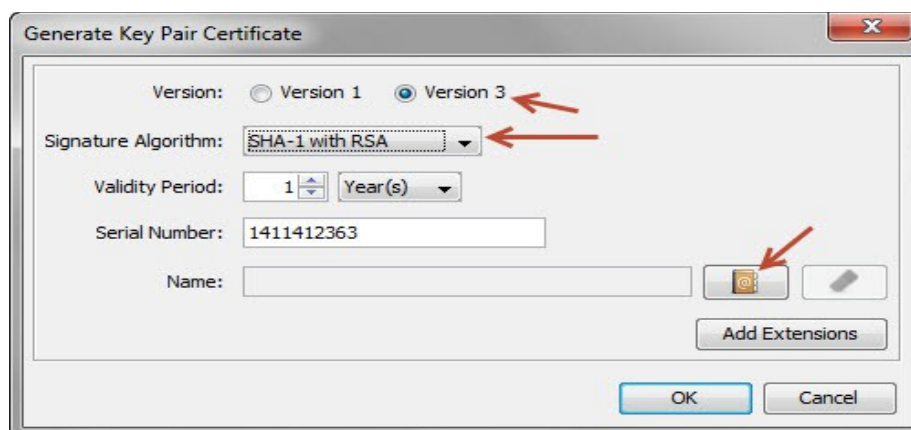 Generate Key Pair Certificate
Version: Version 1 Version 3
Signature Algorithm: SHA-1 with RSA
Validity Period: 1 Year(s)
Serial Number: 1411412363
Name: @
Add Extensions
OK Cancel